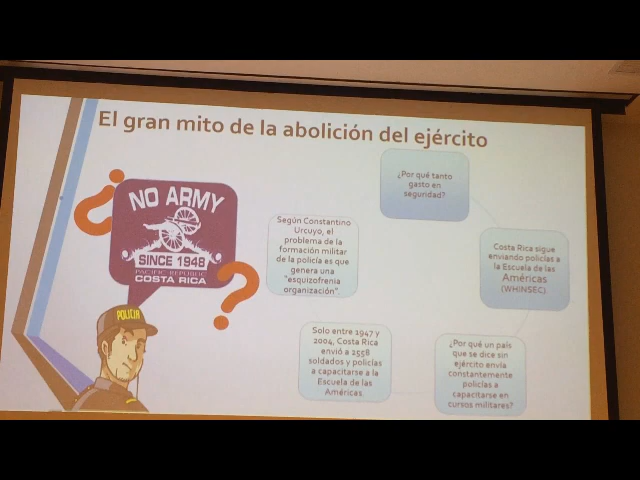 El gran mito de la abolición del ejército
NO ARMY
SINCE 1948
PACIFIC REPUBLIC
COSTA RICA
POLICIA
¿Por qué tanto
gasto en
seguridad?
Costa Rica sigue
enviando policías a
la Escuela de las
Américas
(WHINSEC)
¿Por qué un país
que se dice sin
ejército envía
constantemente
policías a
capacitarse en
cursos militares?
Solo entre 1947 y
2004, Costa Rica
envió a 2558
soldados y policías
a capacitarse a la
Escuela de las
Américas
Según Constantino
Urcuyo, el
problema de la
formación militar
de la policía es que
genera una
"esquizofrenia
organización".